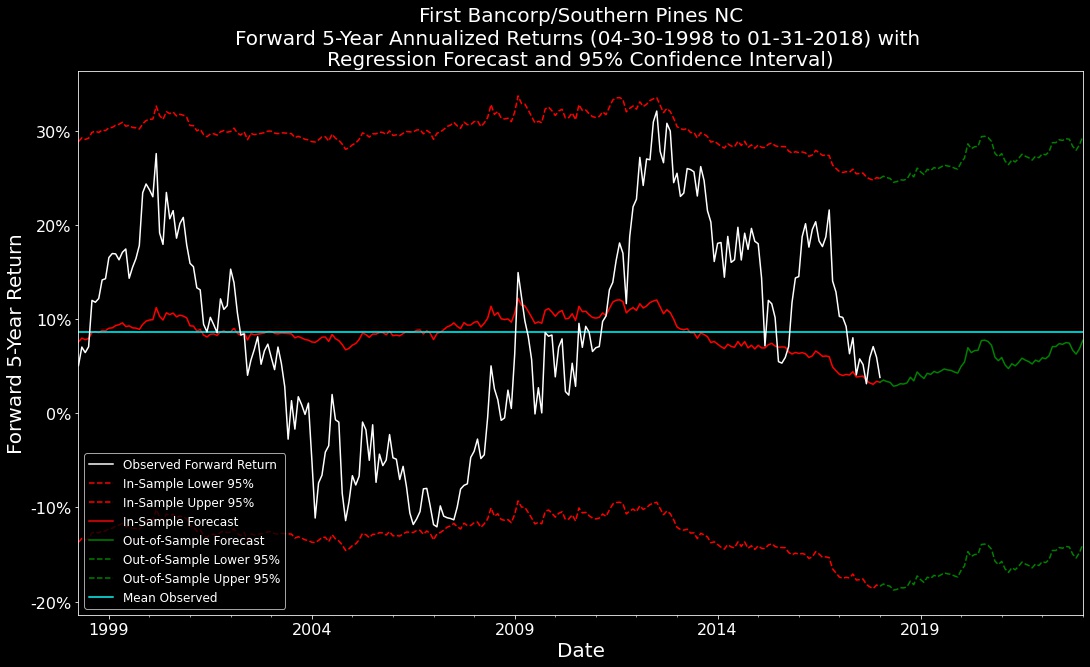 First Bancorp/Southern Pines NC
Forward 5-Year Annualized Returns (04-30-1998 to 01-31-2018) with
Regression Forecast and 95% Confidence Interval)
Forward 5-Year Return
30%
20%
10%
0%
-10%
-20%
Observed Forward Return
In-Sample Lower 95%
In-Sample Upper 95%
In-Sample Forecast
Out-of-Sample Forecast
Out-of-Sample Lower 95%
Out-of-Sample Upper 95%
Mean Observed
1999 2004 2009 2014 2019
Date